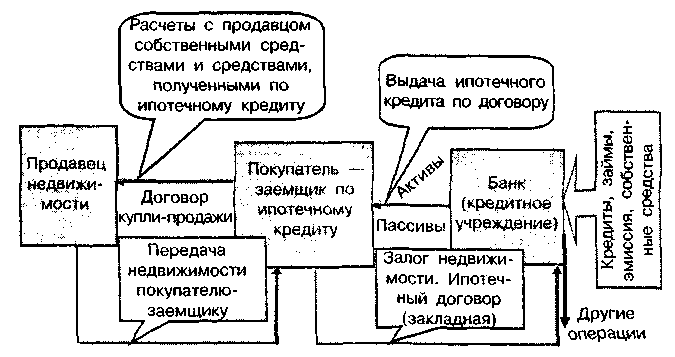 Расчеты с продавцом
собственными сред-
ствами и средствами,
полученными по
ипотечному кредиту
Выдача ипотечного
кредита по договору
Продавец
недвижи-
мости
Договор
купли-продажи
Покупатель —
заемщик по
ипотечному
кредиту
Активы
Пассивы
Банк
(кредитное
учреждение)
Кредиты, займы,
эмиссия, собствен-
ные средства
Передача
недвижимости
покупателю-
заемщику
Залог недвижи-
мости. Ипотеч-
ный договор
(закладная)
Другие
операции